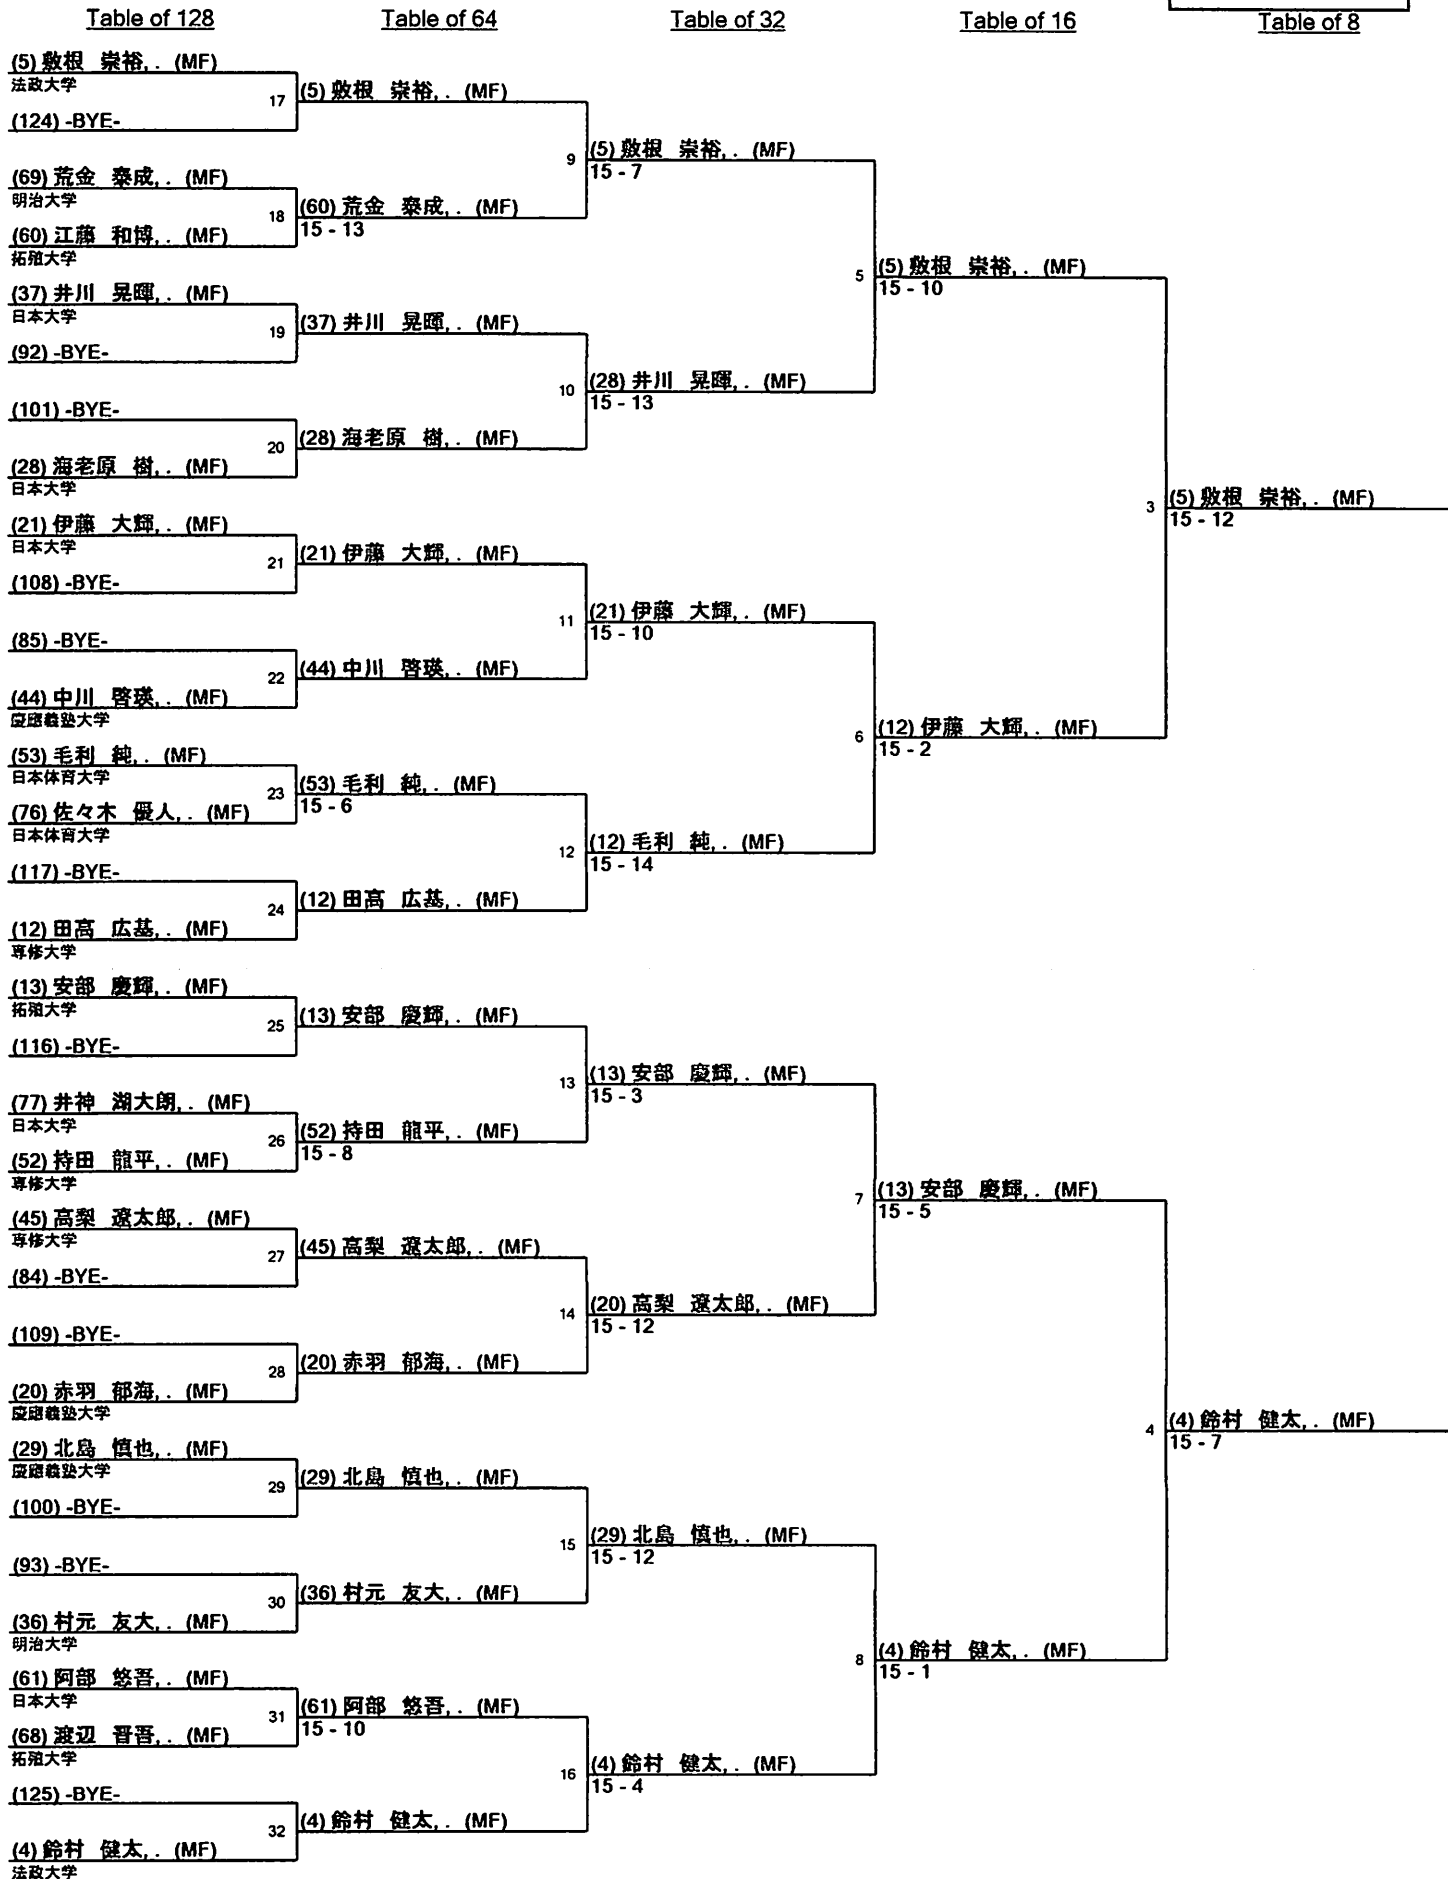 Table of 128
Table of 64
Table of 32
Table of 16
Table of 8
(5) 敷根 崇裕, . (MF)
法政大学
17
(124) -BYE-
(69) 荒金 泰成, . (MF)
明治大学
18
(60) 江藤 和博, . (MF)
拓殖大学
(37) 井川 晃暉, . (MF)
日本大学
19
(92) -BYE-
(101) -BYE-
20
(28) 海老原 樹, . (MF)
日本大学
(21) 伊藤 大輝, . (MF)
日本大学
21
(108) -BYE-
(85) -BYE-
22
(44) 中川 啓瑛, . (MF)
慶應義塾大学
(53) 毛利 純, . (MF)
日本体育大学
23
(76) 佐々木 優人, . (MF)
日本体育大学
(117) -BYE-
24
(12) 田高 広基, . (MF)
専修大学
(13) 安部 慶輝, . (MF)
拓殖大学
25
(116) -BYE-
(77) 井神 湖大朗, . (MF)
日本大学
26
(52) 持田 龍平, . (MF)
専修大学
(45) 高梨 遼太郎, . (MF)
専修大学
27
(84) -BYE-
(109) -BYE-
28
(20) 赤羽 郁海, . (MF)
慶應義塾大学
(29) 北島 慎也, . (MF)
慶應義塾大学
29
(100) -BYE-
(93) -BYE-
30
(36) 村元 友大, . (MF)
明治大学
(61) 阿部 悠吾, . (MF)
日本大学
31
(68) 渡辺 晋吾, . (MF)
拓殖大学
(125) -BYE-
32
(4) 鈴村 健太, . (MF)
法政大学
(5) 敷根 崇裕, . (MF)
9
(60) 荒金 泰成, . (MF)
15 - 13
(37) 井川 晃暉, . (MF)
10
(28) 海老原 樹, . (MF)
(21) 伊藤 大輝, . (MF)
11
(44) 中川 啓瑛, . (MF)
(53) 毛利 純, . (MF)
15 - 6
12
(12) 田高 広基, . (MF)
(13) 安部 慶輝, . (MF)
13
(52) 持田 龍平, . (MF)
15 - 8
(45) 高梨 遼太郎, . (MF)
14
(20) 赤羽 郁海, . (MF)
(29) 北島 慎也, . (MF)
15
(36) 村元 友大, . (MF)
(61) 阿部 悠吾, . (MF)
15 - 10
16
(4) 鈴村 健太, . (MF)
(5) 敷根 崇裕, . (MF)
15 - 7
5
(28) 井川 晃暉, . (MF)
15 - 13
(21) 伊藤 大輝, . (MF)
15 - 10
6
(12) 毛利 純, . (MF)
15 - 14
(13) 安部 慶輝, . (MF)
15 - 3
7
(20) 高梨 遼太郎, . (MF)
15 - 12
(29) 北島 慎也, . (MF)
15 - 12
8
(4) 鈴村 健太, . (MF)
15 - 4
(5) 敷根 崇裕, . (MF)
15 - 10
3
(12) 伊藤 大輝, . (MF)
15 - 2
(13) 安部 慶輝, . (MF)
15 - 5
4
(4) 鈴村 健太, . (MF)
15 - 1
(5) 敷根 崇裕, . (MF)
15 - 12
(4) 鈴村 健太, . (MF)
15 - 7